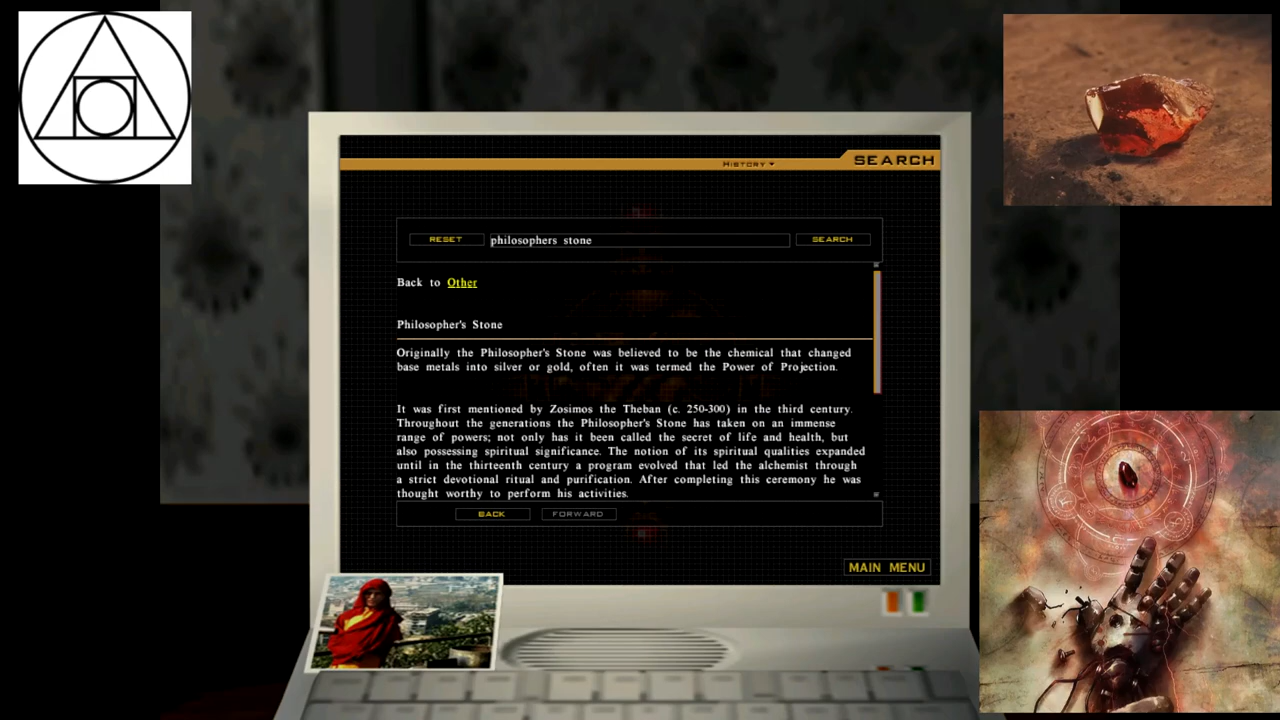 HISTORY
SEARCH
RESET
philosophers stone
SEARCH
Back to Other
Philosopher's Stone
Originally the Philosopher's Stone was believed to be the chemical that changed
base metals into silver or gold, often it was termed the Power of Projection.
It was first mentioned by Zosimos the Theban (c. 250-300) in the third century.
Throughout the generations the Philosopher's Stone has taken on an immense
range of powers; not only has it been called the secret of life and health, but
also possessing spiritual significance. The notion of its spiritual qualities expanded
until in the thirteenth century a program evolved that led the alchemist through
a strict devotional ritual and purification. After completing this ceremony he was
thought worthy to perform his activities.
BACK
FORWARD
MAIN MENU